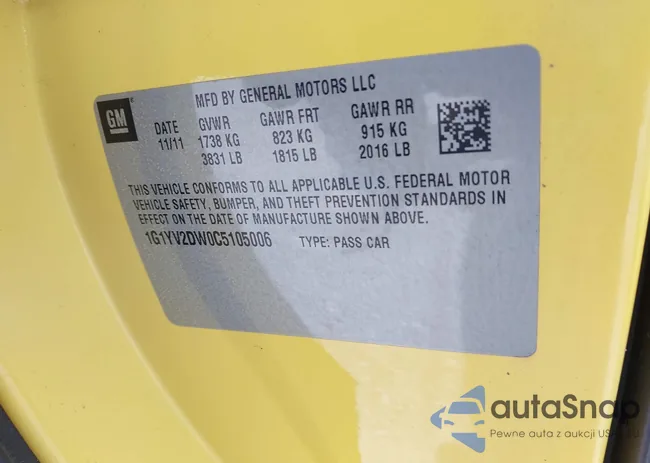 MFD BY GENERAL MOTORS LLC
GM
DATE GVWR GAWR FRT GAWR RR
11/11 1738 KG 823 KG 915 KG
3831 LB 1815 LB 2016 LB
THIS VEHICLE CONFORMS TO ALL APPLICABLE U.S. FEDERAL MOTOR
VEHICLE SAFETY, BUMPER, AND THEFT PREVENTION STANDARDS IN
EFFECT ON THE DATE OF MANUFACTURE SHOWN ABOVE.
1G1YV2DW0C5105006 TYPE: PASS CAR
autaSnap
Pewne auta z aukcji